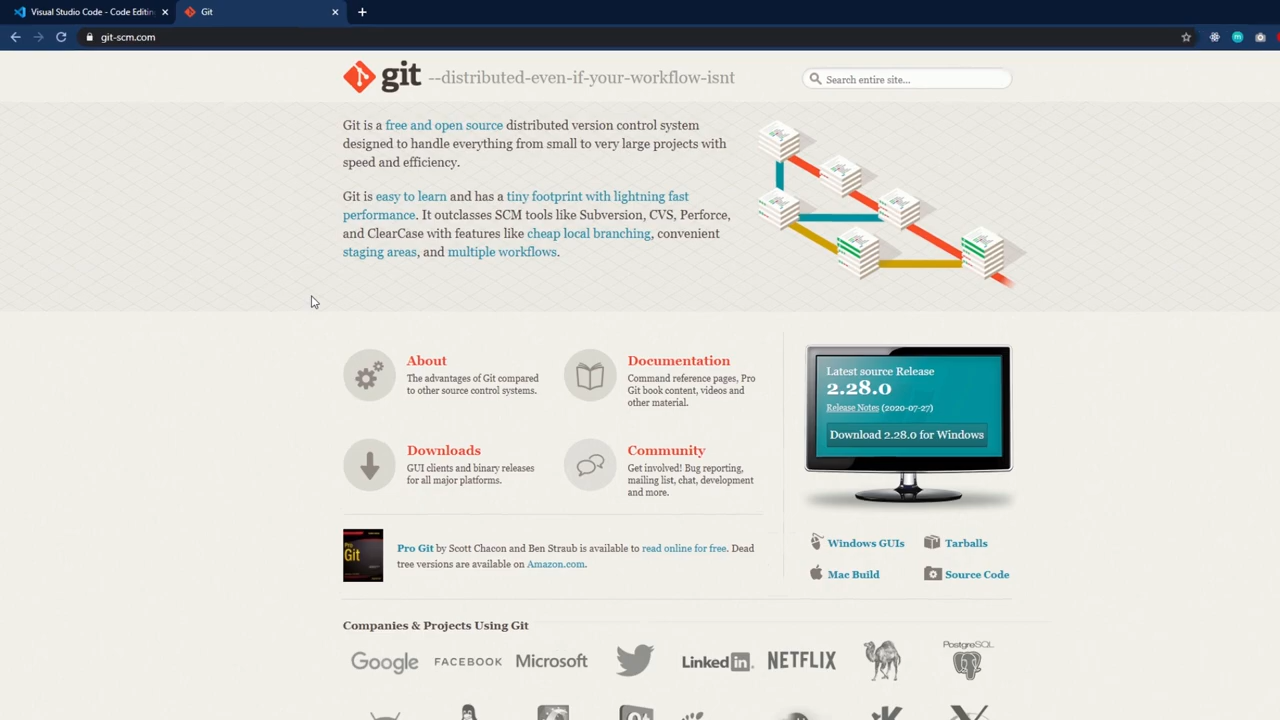 Visual Studio Code - Code Editing
Git
git-scm.com
git --distributed-even-if-your-workflow-isnt
Search entire site...
Git is a free and open source distributed version control system
designed to handle everything from small to very large projects with
speed and efficiency.
Git is easy to learn and has a tiny footprint with lightning fast
performance. It outclasses SCM tools like Subversion, CVS, Perforce,
and ClearCase with features like cheap local branching, convenient
staging areas, and multiple workflows.
About
The advantages of Git compared
to other source control systems.
Documentation
Command reference pages, Pro
Git book content, videos and
other material.
Downloads
GUI clients and binary releases
for all major platforms.
Community
Get involved! Bug reporting,
mailing list, chat, development
and more.
Latest source Release
2.28.0
Release Notes (2020-07-27)
Download 2.28.0 for Windows
Windows GUIs
Tarballs
Mac Build
Source Code
Pro
Git
Pro Git by Scott Chacon and Ben Straub is available to read online for free. Dead
tree versions are available on Amazon.com.
Companies & Projects Using Git
Google FACEBOOK Microsoft LinkedIn NETFLIX PostgreSQL